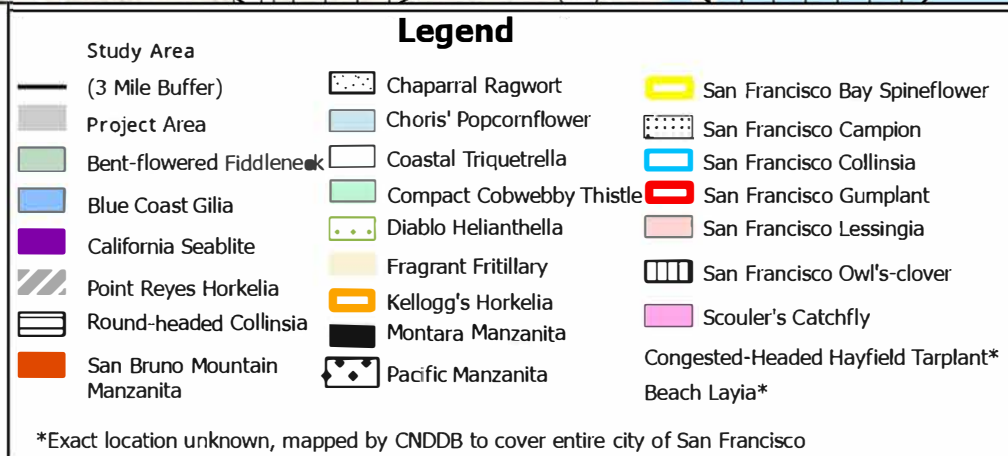 Legend
Study Area
(3 Mile Buffer)
Project Area
Bent-flowered Fiddleneck
Blue Coast Gilia
California Seablite
Point Reyes Horkelia
Round-headed Collinsia
San Bruno Mountain
Manzanita
Chaparral Ragwort
Choris' Popcornflower
Coastal Triquetrella
Compact Cobwebby Thistle
Diablo Helianthella
Fragrant Fritillary
Kellogg's Horkelia
Montara Manzanita
Pacific Manzanita
San Francisco Bay Spineflower
San Francisco Campion
San Francisco Collinsia
San Francisco Gumplant
San Francisco Lessingia
San Francisco Owl's-clover
Scouler's Catchfly
Congested-Headed Hayfield Tarplant*
Beach Layia*
*Exact location unknown, mapped by CNDDB to cover entire city of San Francisco